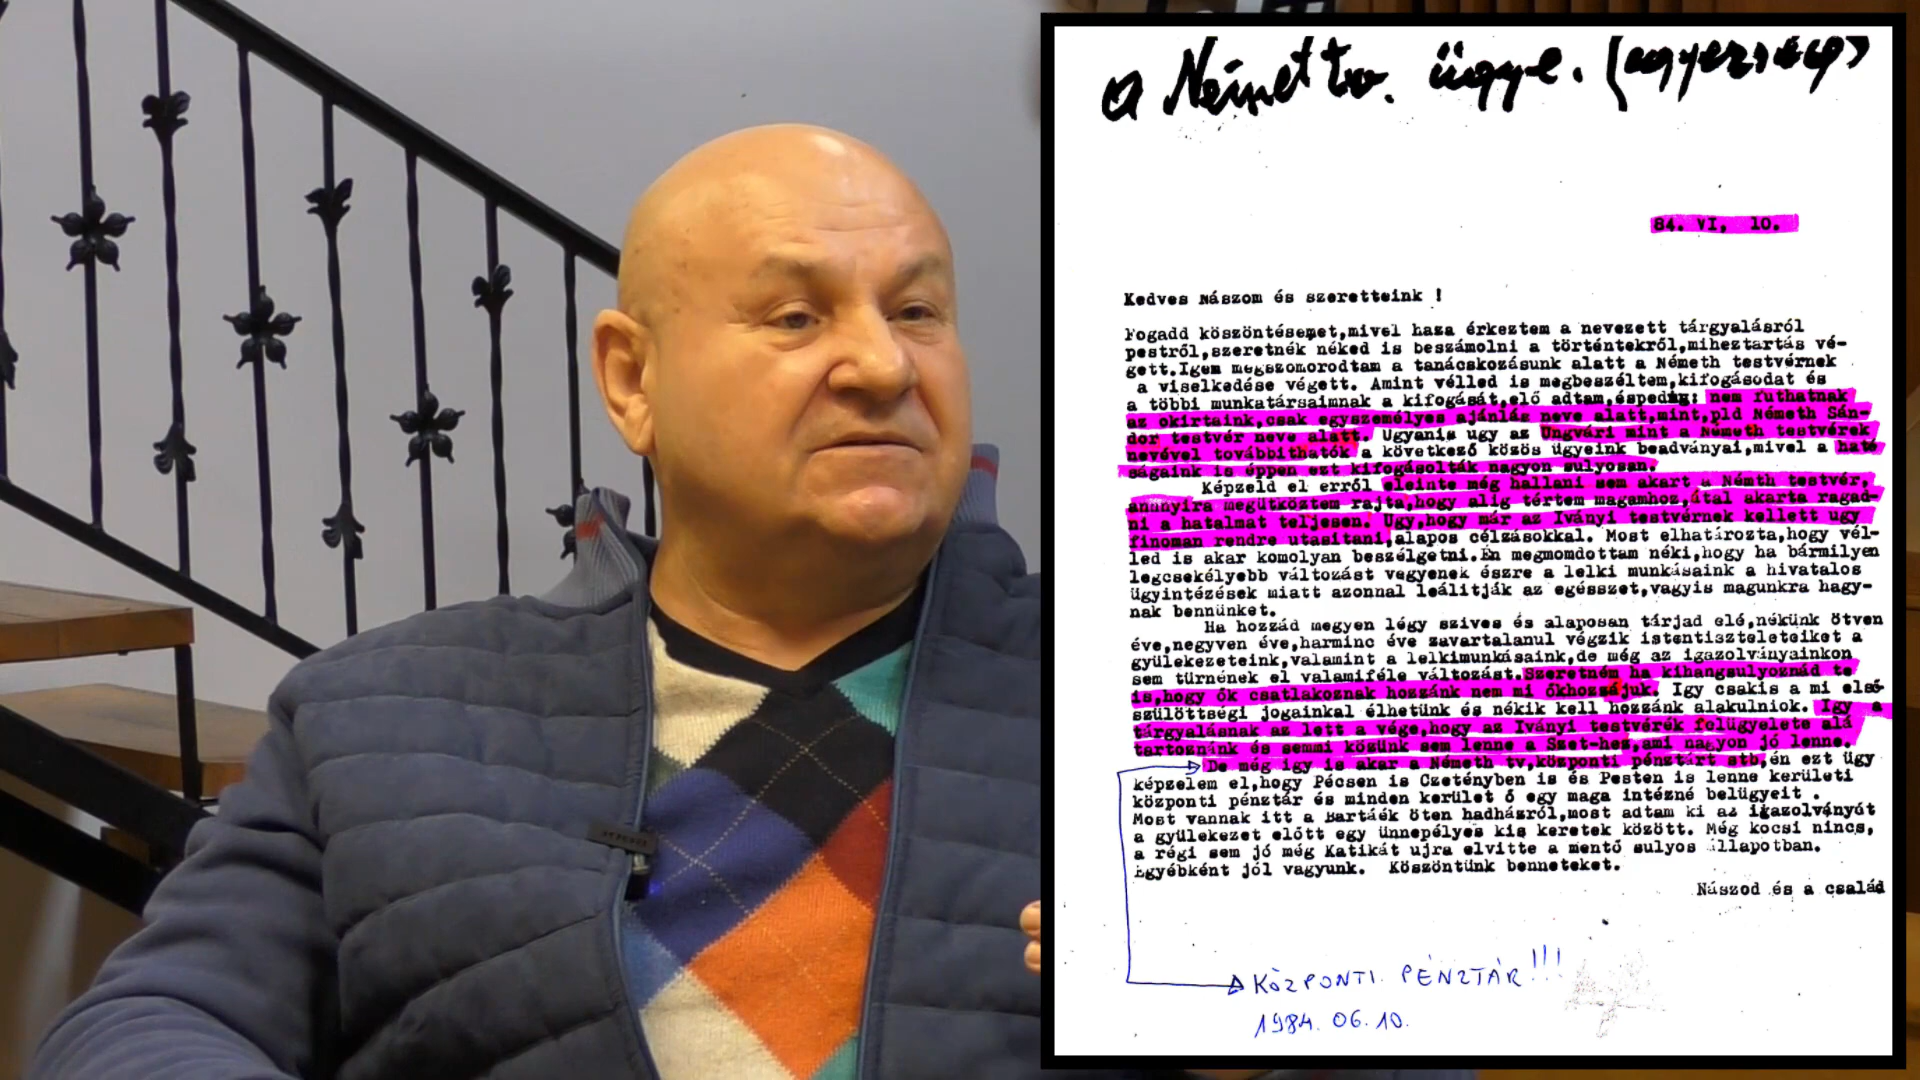 a Német tv. ügye. (egyezség)
84. VI, 10.
Kedves Nászom és szeretteink !
Fogadd köszöntésemet,mivel haza érkeztem a nevezett tárgyalásról
pestről,szeretnék néked is beszámolni a történtekről,miheztartás vé-
gett.Igen megszomorodtam a tanácskozásunk alatt a Németh testvérnek
a viselkedése végett. Amint vélled is megbeszéltem,kifogásodat és
a többi munkatársaimnak a kifogását,elő adtam,éspedig: nem futhatnak
az okirtaink,csak egyszemélyes ajánlás neve alatt,mint,pld Németh Sán-
dor testvér neve alatt. Ugyanis ugy az Ungvári mint a Németh testvérek
nevével továbbithatók a következő közös ügyeink beadványai,mivel a ható
ságaink is éppen ezt kifogásolták nagyon sulyosan.
Képzeld el erről eleinte még hallani sem akart a Némth testvér,
annnyira megütköztem rajta,hogy alig tértem magamhoz,átal akarta ragad-
ni a hatalmat teljesen. Ugy,hogy már az Iványi testvérnek kellett ugy
finoman rendre utasitani,alapos célzásokkal. Most elhatározta,hogy vél-
led is akar komolyan beszélgetni.Én megmomdottam néki,hogy ha bármilyen
legcsekélyebb változást vegyenek észre a lelki munkásaink a hivatalos
ügyintézések miatt azonnal leálitják az egésszet,vagyis magunkra hagy-
nak bennünket.
Ha hozzád megyen légy szives és alaposan tárjad elé,nékünk ötven
éve,negyven éve,harminc éve zavartalanul végzik istentiszteleteiket a
gyülekezeteink,valamint a lelkimunkásaink,de még az igazolványainkon
sem türnének el valamiféle változást.Szeretném ha kihangsulyoznád te
is,hogy ők csatlakoznak hozzánk nem mi őkhozzájuk. Igy csakis a mi első-
szülöttségi jogainkal élhetünk és nékik kell hozzánk alakulniok. Igy a
tárgyalásnak az lett a vége,hogy az Iványi testvérék felügyelete alá
tartoznánk és semmi közünk sem lenne a Szet-hez,ami nagyon jó lenne.
De még igy is akar a Németh tv,központi pénztárt stb,én ezt ügy
képzelem el,hogy Pécsen is Czetényben is és Pesten is lenne kerületi
központi pénztár és minden kerület ő egy maga intézné belügyeit .
Most vannak itt a Bartáék öten hadházról,most adtam ki az igazolványát
a gyülekezet előtt egy ünnepélyes kis keretek között. Még kocsi nincs,
a régi sem jó még Katikát ujra elvitte a mentő sulyos állapotban.
Egyébként jól vagyunk. Köszöntünk benneteket.
Nászod és a család
KÖZPONTI PÉNZTÁR!!!
1984. 06. 10.